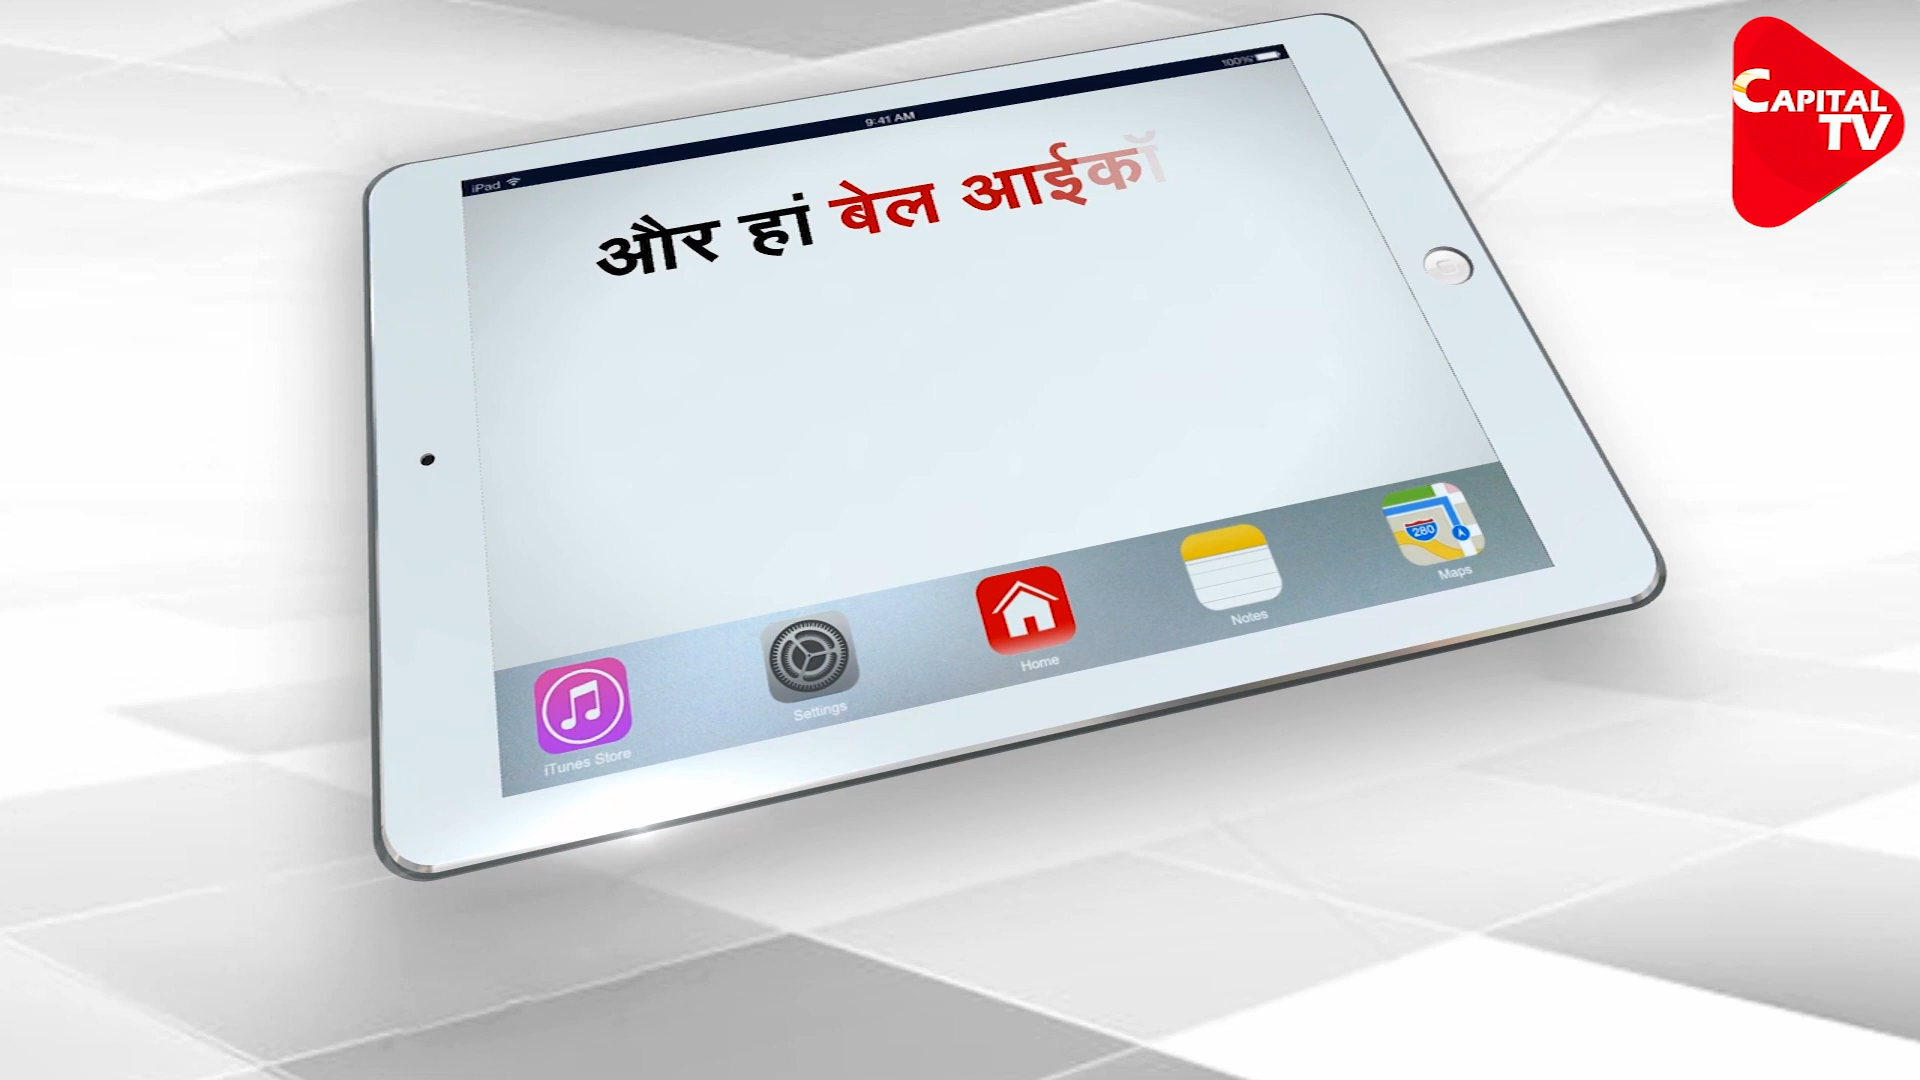 CAPITAL
TV
iPad
9:41 AM
100%
और हां बेल आईकॉ
280
iTunes Store
Settings
Home
Notes
Maps